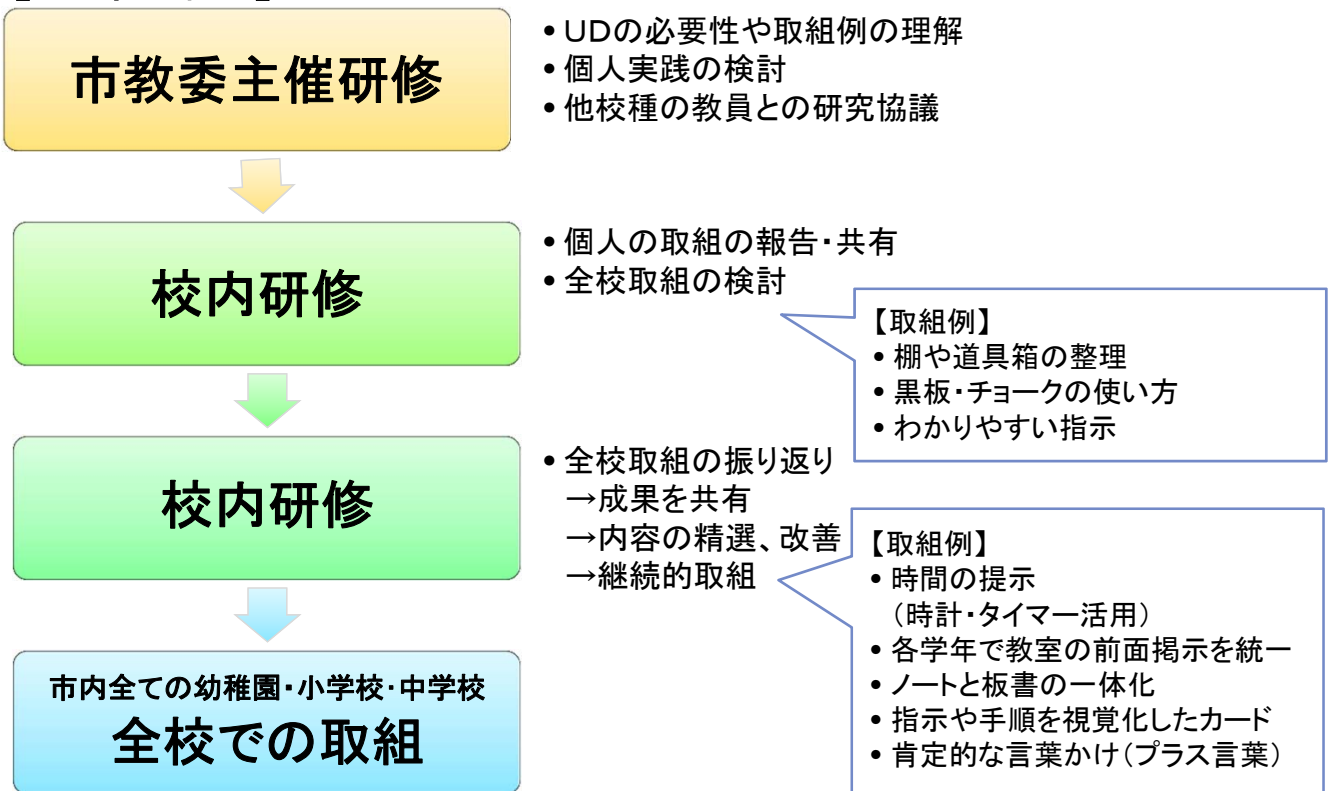 市教委主催研修
• UDの必要性や取組例の理解
• 個人実践の検討
• 他校種の教員との研究協議
校内研修
• 個人の取組の報告・共有
• 全校取組の検討
【取組例】
• 棚や道具箱の整理
• 黒板・チョークの使い方
• わかりやすい指示
校内研修
• 全校取組の振り返り
→成果を共有
→内容の精選、改善
→継続的取組
【取組例】
• 時間の提示
（時計・タイマー活用）
• 各学年で教室の前面掲示を統一
• ノートと板書の一体化
• 指示や手順を視覚化したカード
• 肯定的な言葉かけ（プラス言葉）
市内全ての幼稚園・小学校・中学校
全校での取組